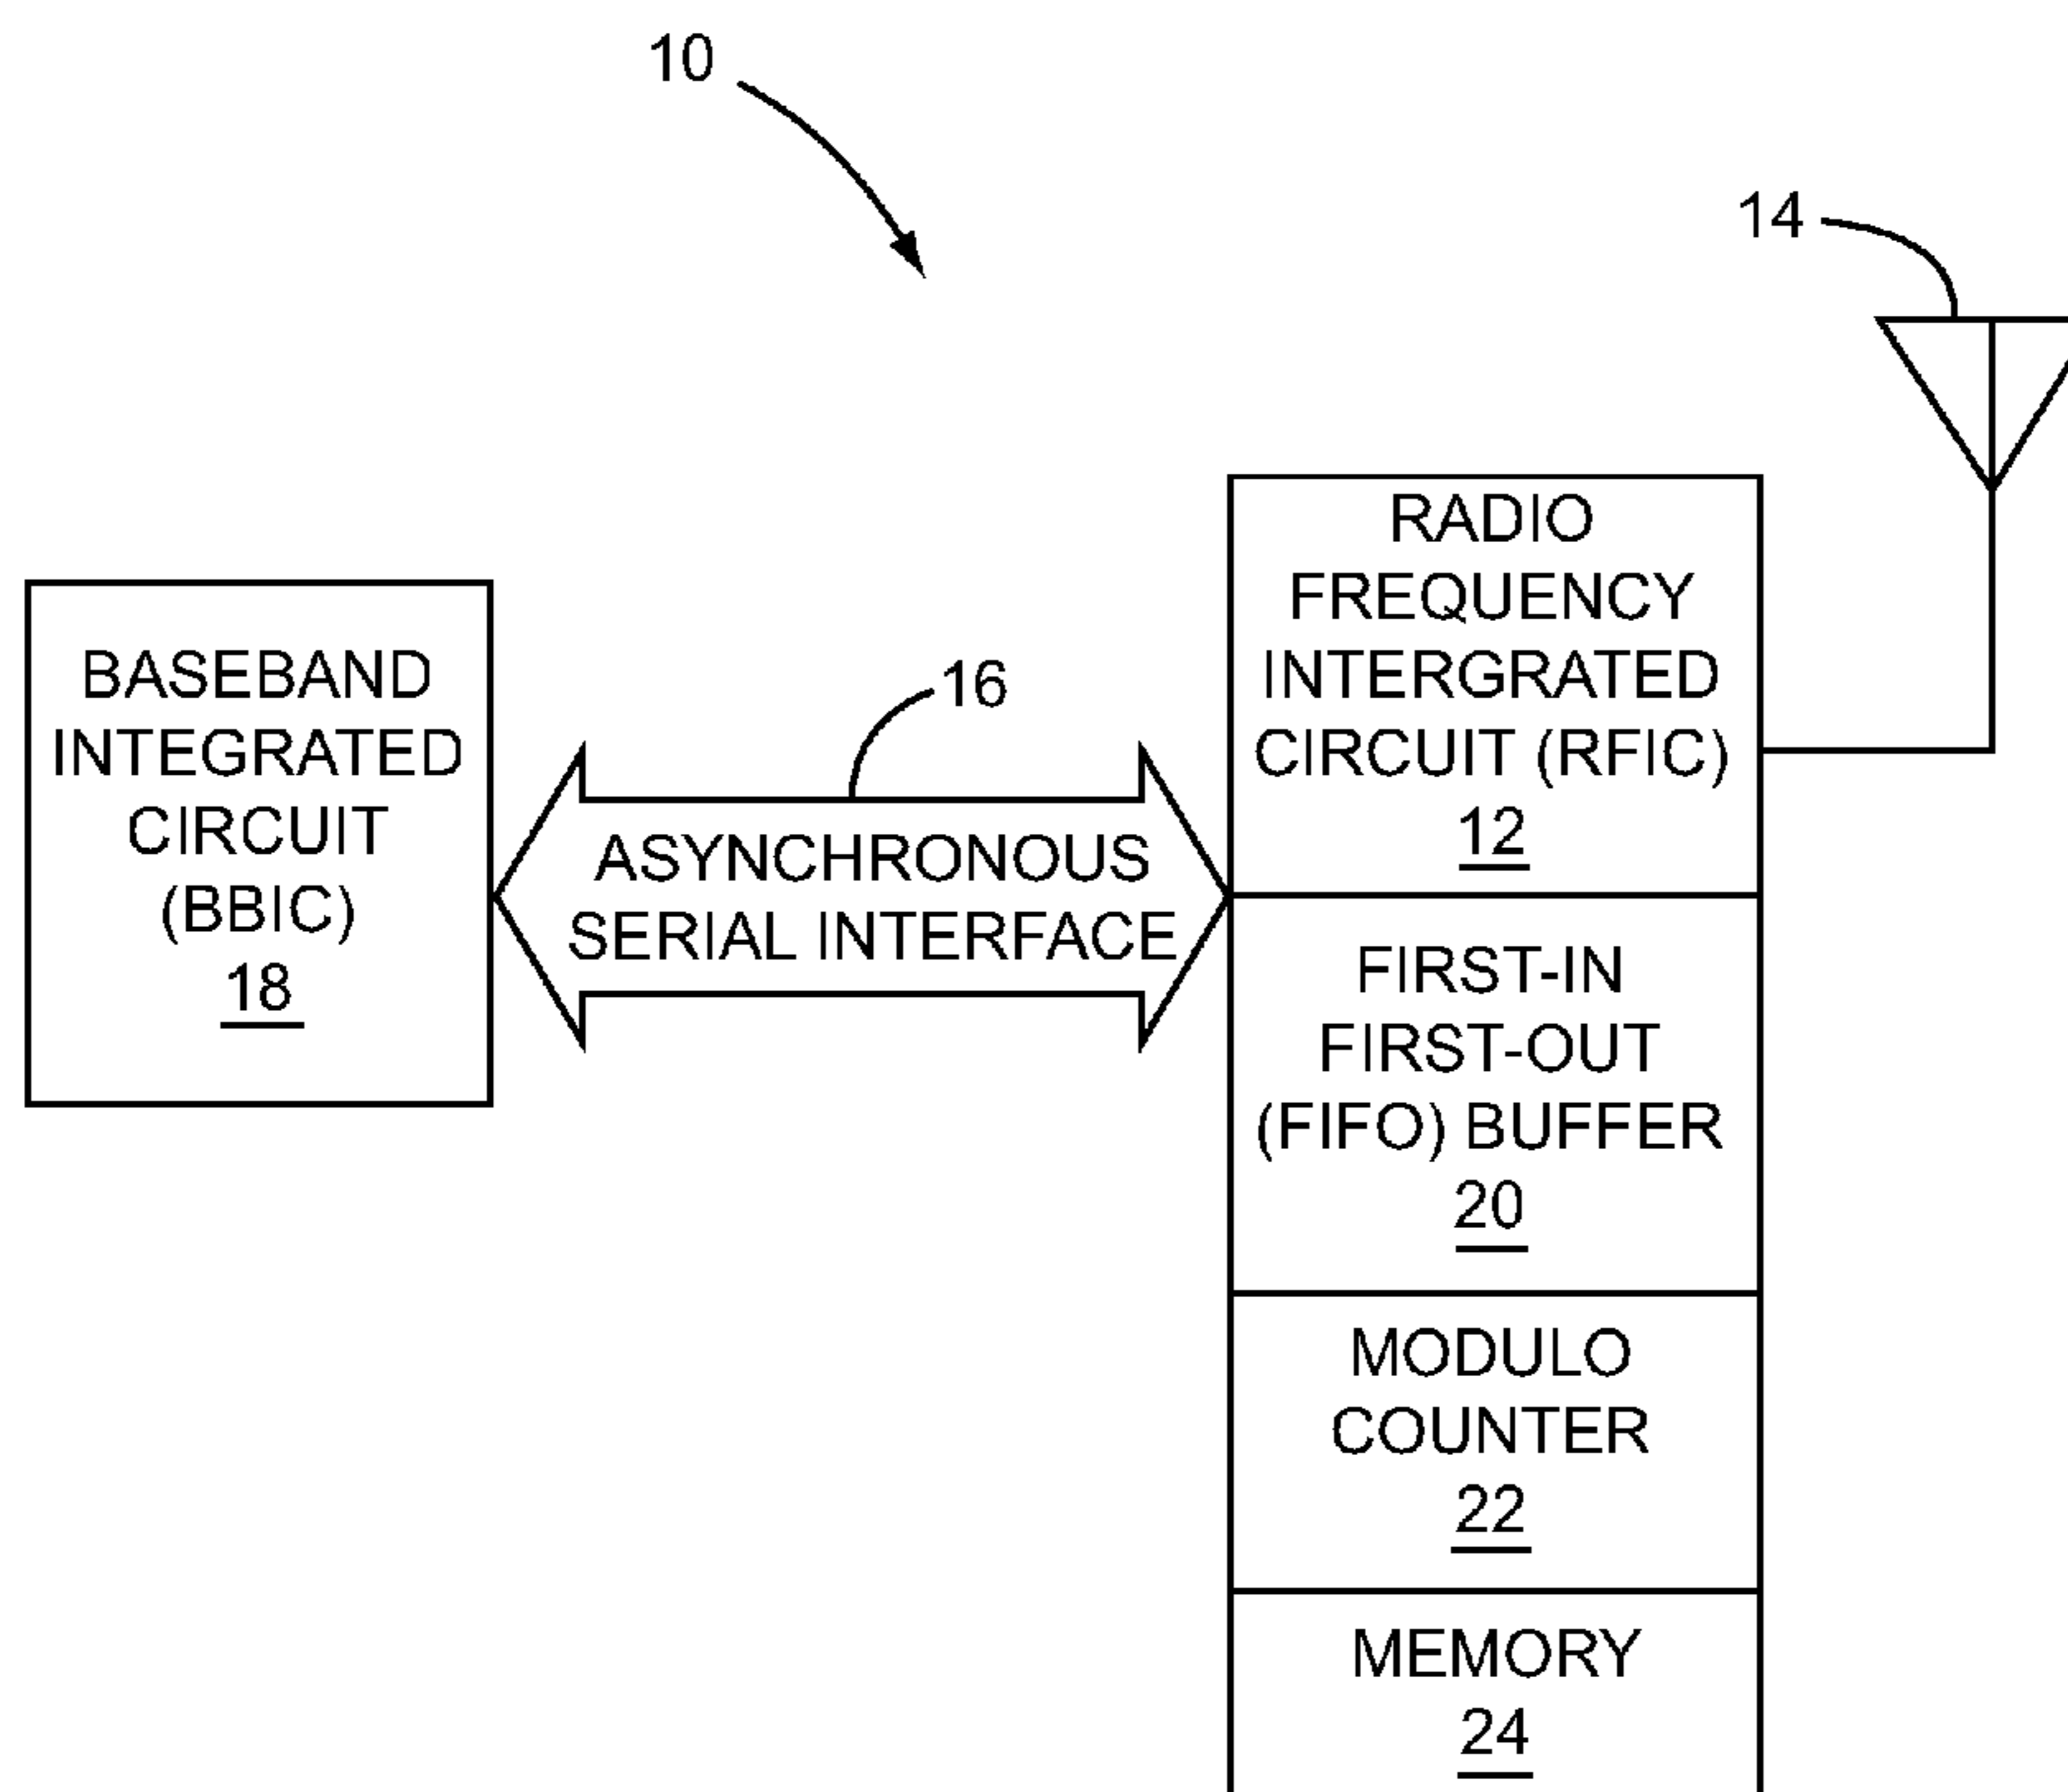 10
14
BASEBAND
INTEGRATED
CIRCUIT
(BBIC)
18
16
ASYNCHRONOUS
SERIAL INTERFACE
RADIO
FREQUENCY
INTERGRATED
CIRCUIT (RFIC)
12
FIRST-IN
FIRST-OUT
(FIFO) BUFFER
20
MODULO
COUNTER
22
MEMORY
24